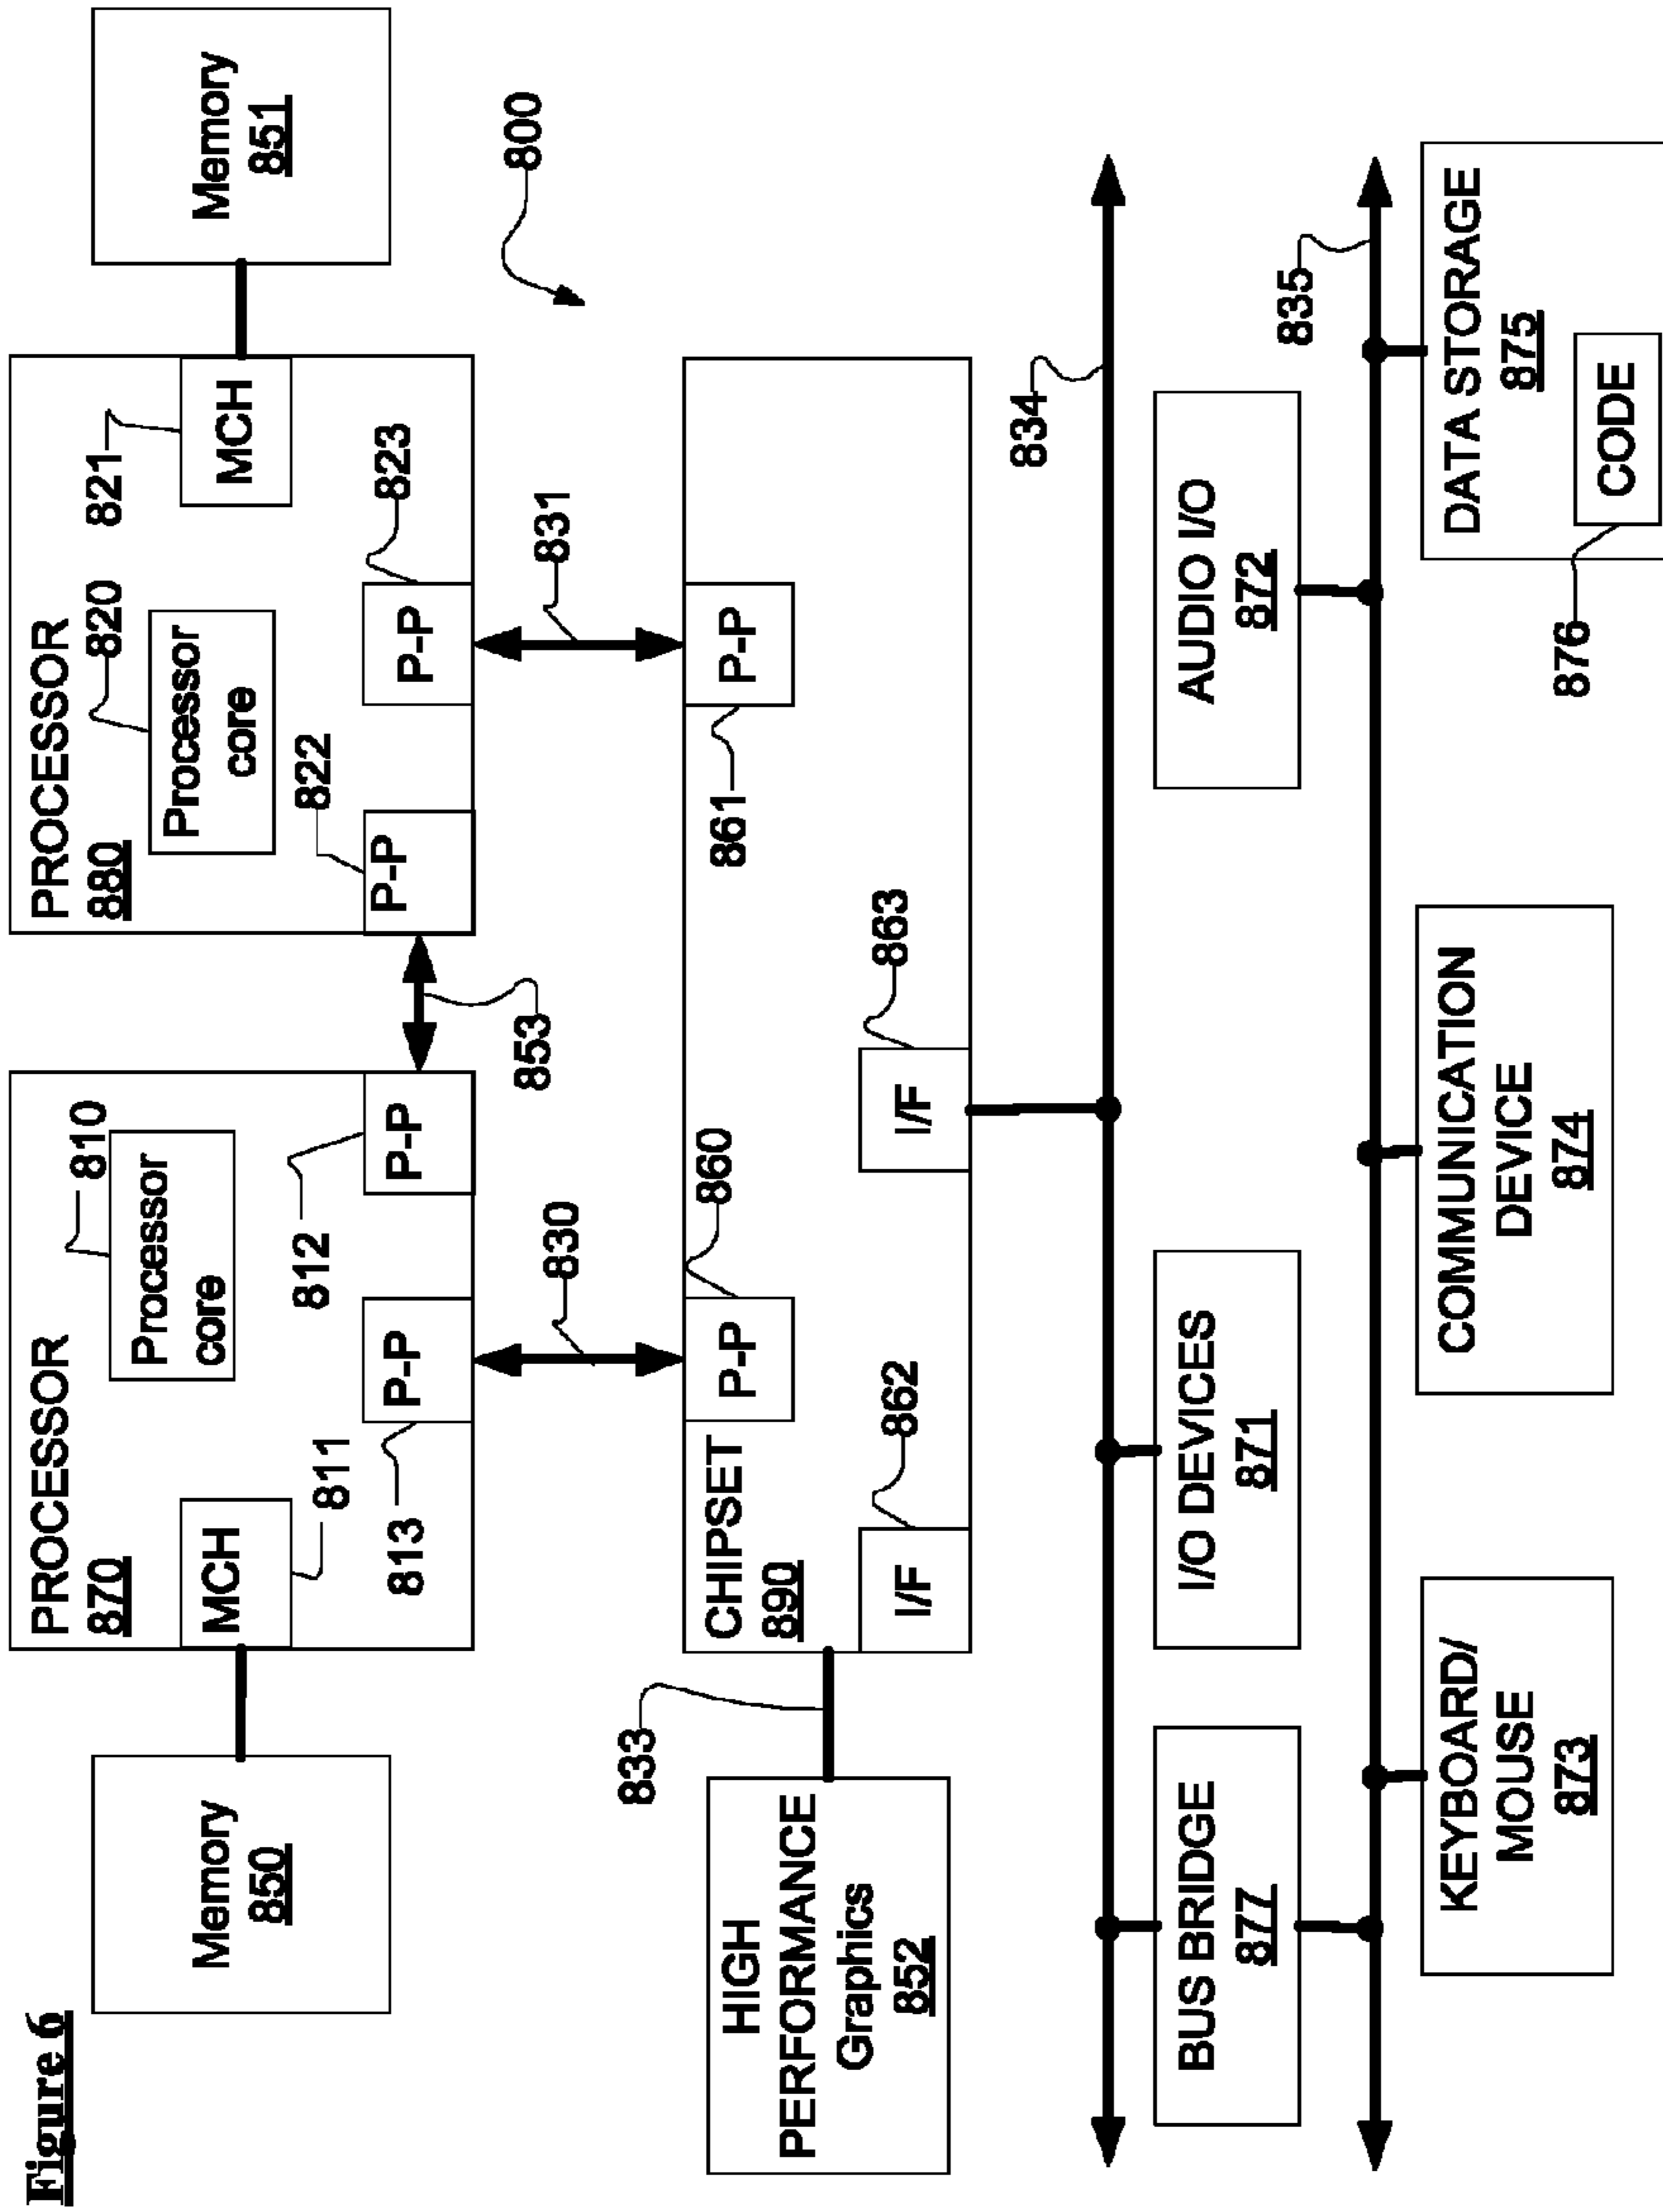 Figure 6
Memory
850
PROCESSOR
870
Processor
core
810
MCH
811
P-P
813
P-P
812
853
PROCESSOR
880
Processor
core
820
MCH
821
P-P
822
P-P
823
Memory
851
800
830
831
HIGH
PERFORMANCE
Graphics
852
833
CHIPSET
890
P-P
860
P-P
861
I/F
862
I/F
863
834
BUS BRIDGE
877
I/O DEVICES
871
AUDIO I/O
872
835
KEYBOARD/
MOUSE
873
COMMUNICATION
DEVICE
874
DATA STORAGE
875
CODE
876